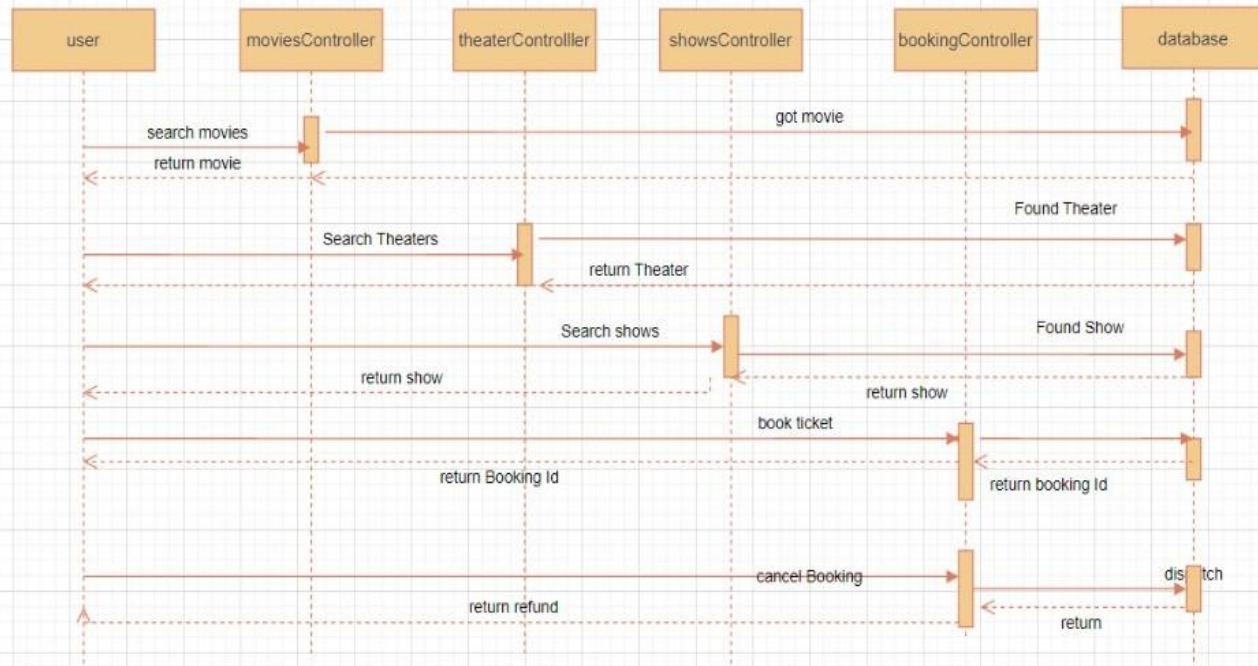 user
moviesController
theaterControlller
showsController
bookingController
database
got movie
search movies
return movie
Found Theater
Search Theaters
return Theater
Found Show
Search shows
return show
return show
book ticket
return Booking Id
return booking Id
cancel Booking
return refund
return